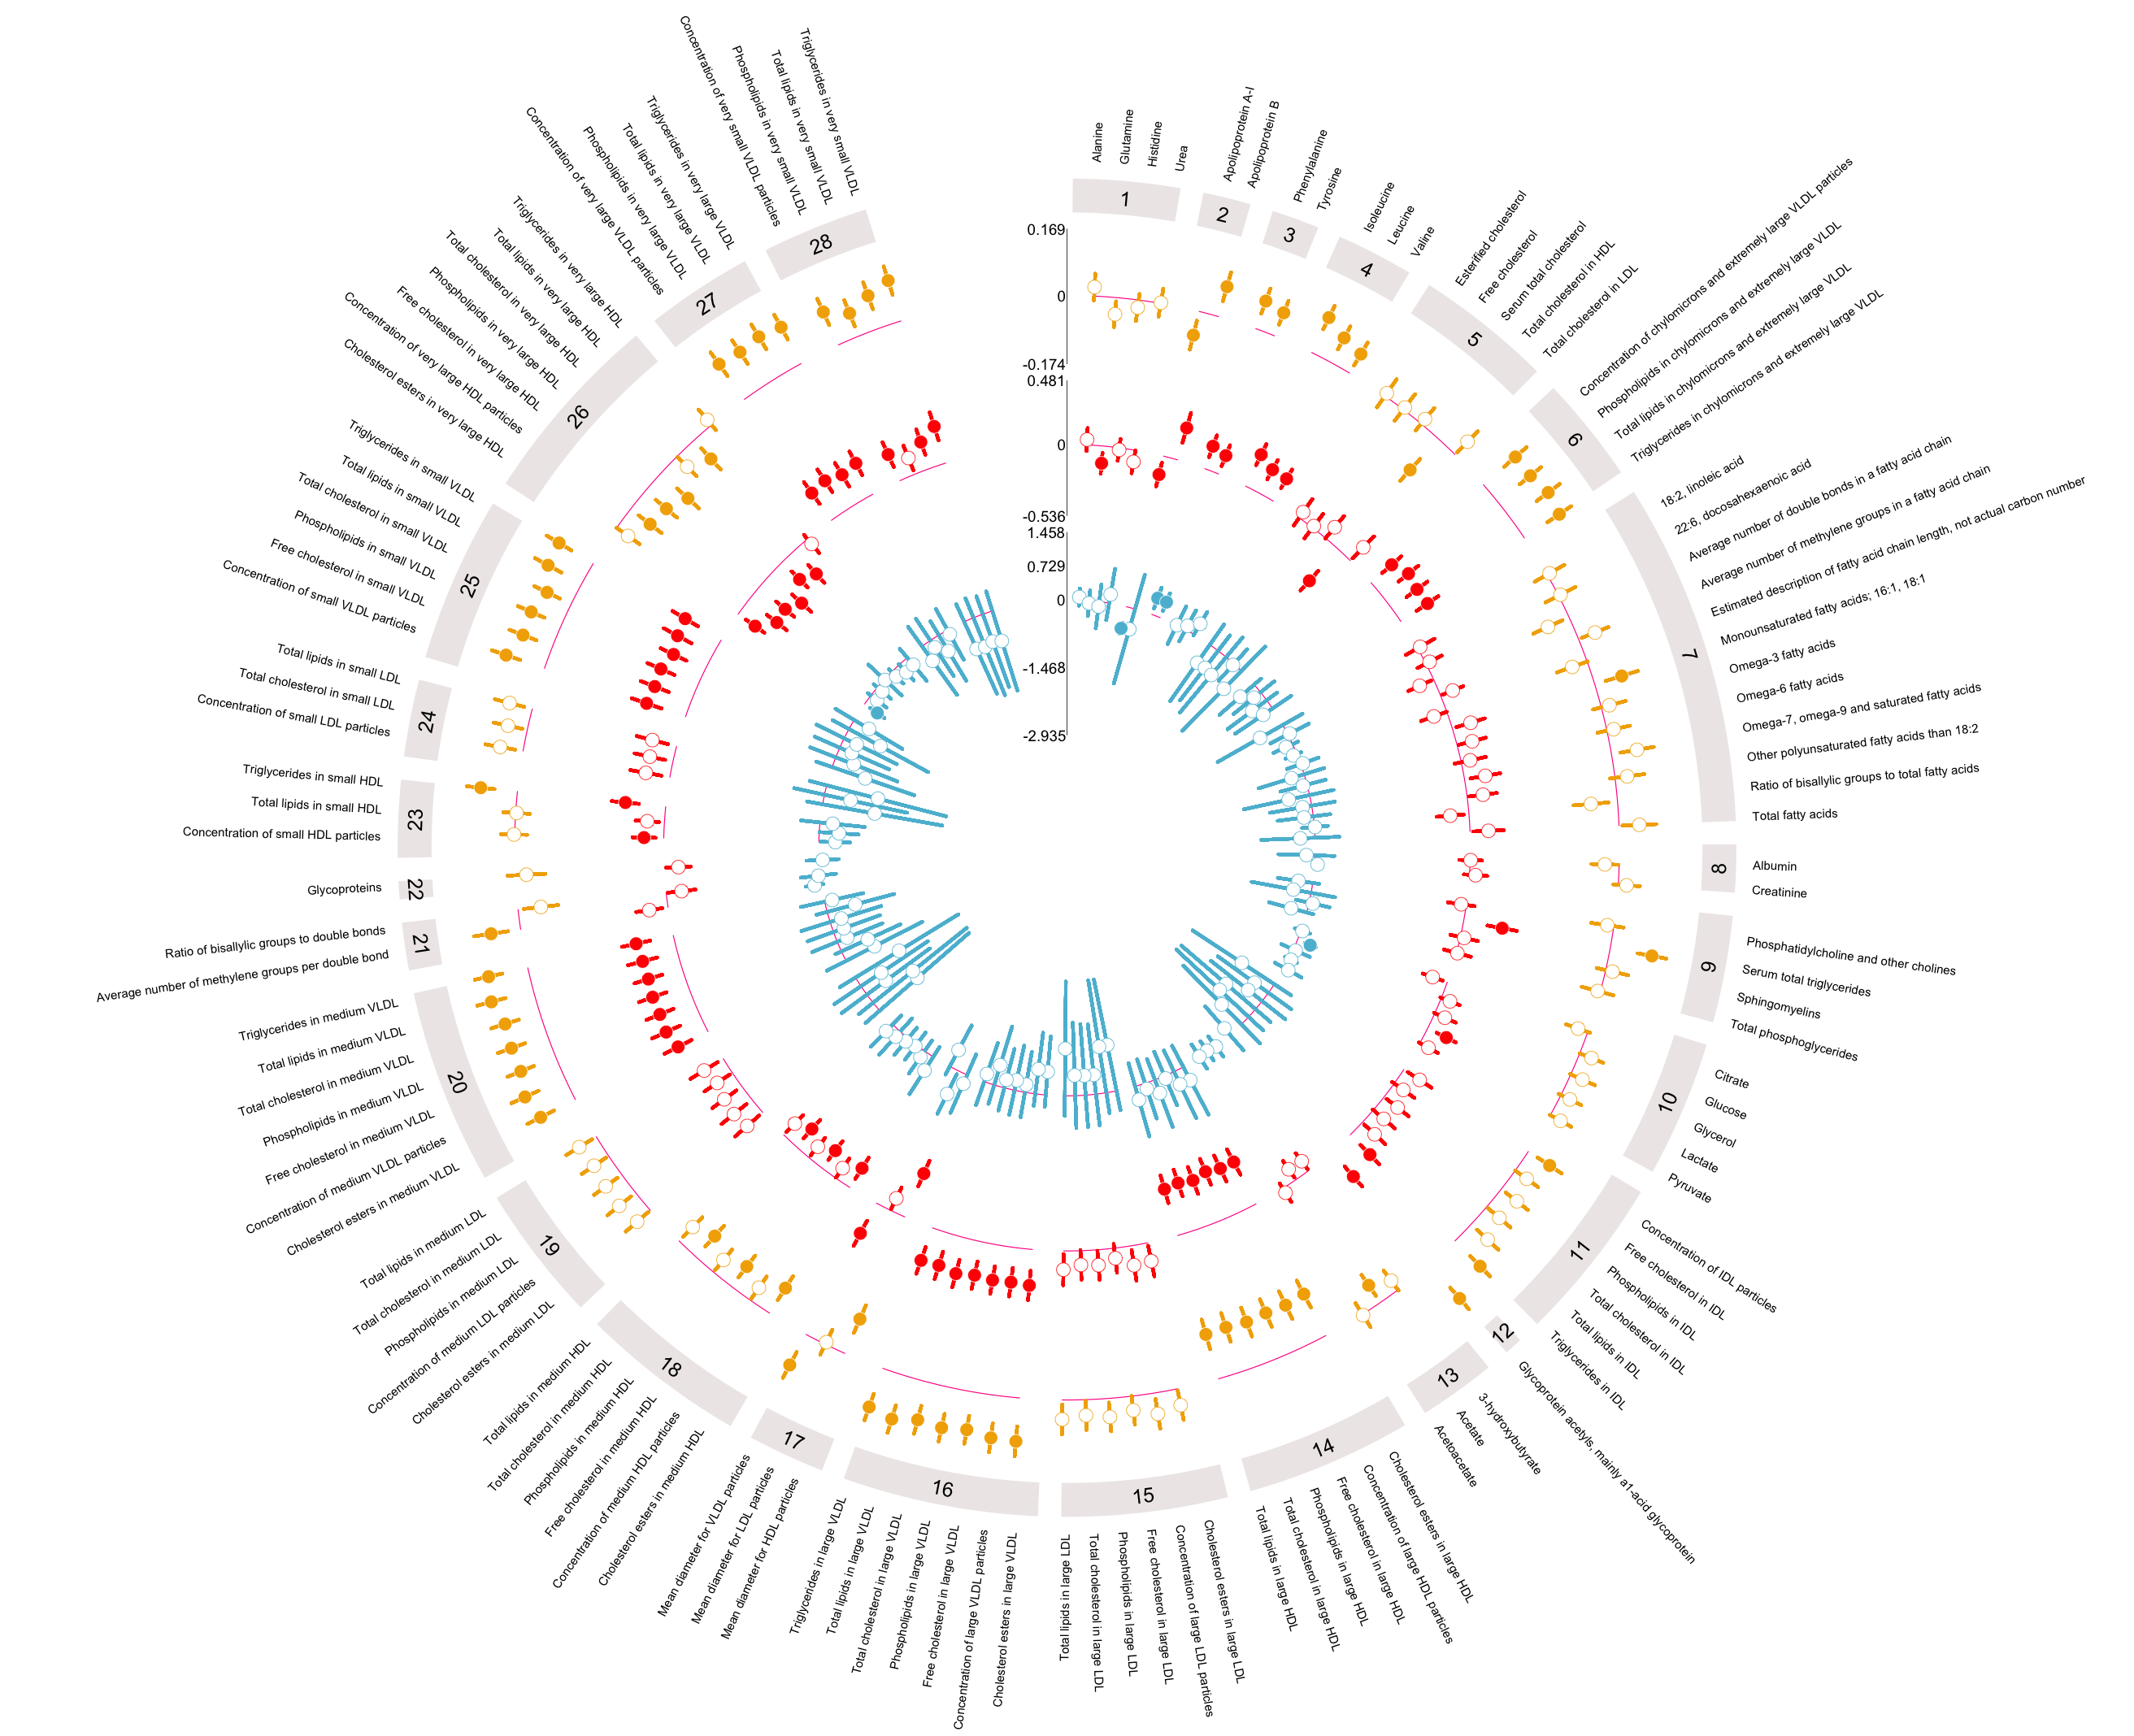 1
Alanine
Glutamine
Histidine
Urea
2
Apolipoprotein A-I
Apolipoprotein B
3
Phenylalanine
Tyrosine
4
Isoleucine
Leucine
Valine
5
Esterified cholesterol
Free cholesterol
Serum total cholesterol
Total cholesterol in HDL
Total cholesterol in LDL
6
Concentration of chylomicrons and extremely large VLDL particles
Phospholipids in chylomicrons and extremely large VLDL
Total lipids in chylomicrons and extremely large VLDL
Triglycerides in chylomicrons and extremely large VLDL
7
18:2, linoleic acid
22:6, docosahexaenoic acid
Average number of double bonds in a fatty acid chain
Average number of methylene groups in a fatty acid chain
Estimated description of fatty acid chain length, not actual carbon number
Monounsaturated fatty acids; 16:1, 18:1
Omega-3 fatty acids
Omega-6 fatty acids
Omega-7, omega-9 and saturated fatty acids
Other polyunsaturated fatty acids than 18:2
Ratio of bisallylic groups to total fatty acids
Total fatty acids
8
Albumin
Creatinine
9
Phosphatidylcholine and other cholines
Serum total triglycerides
Sphingomyelins
Total phosphoglycerides
10
Citrate
Glucose
Glycerol
Lactate
Pyruvate
11
Concentration of IDL particles
Free cholesterol in IDL
Phospholipids in IDL
Total cholesterol in IDL
Total lipids in IDL
Triglycerides in IDL
12
Glycoprotein acetyls, mainly a1-acid glycoprotein
13
3-hydroxybutyrate
Acetate
Acetoacetate
14
Cholesterol esters in large HDL
Concentration of large HDL particles
Free cholesterol in large HDL
Phospholipids in large HDL
Total cholesterol in large HDL
Total lipids in large HDL
15
Cholesterol esters in large LDL
Concentration of large LDL particles
Free cholesterol in large LDL
Phospholipids in large LDL
Total cholesterol in large LDL
Total lipids in large LDL
16
Cholesterol esters in large VLDL
Concentration of large VLDL particles
Free cholesterol in large VLDL
Phospholipids in large VLDL
Total cholesterol in large VLDL
Total lipids in large VLDL
Triglycerides in large VLDL
17
Mean diameter for HDL particles
Mean diameter for LDL particles
Mean diameter for VLDL particles
18
Cholesterol esters in medium HDL
Concentration of medium HDL particles
Free cholesterol in medium HDL
Phospholipids in medium HDL
Total cholesterol in medium HDL
Total lipids in medium HDL
19
Cholesterol esters in medium LDL
Concentration of medium LDL particles
Phospholipids in medium LDL
Total cholesterol in medium LDL
Total lipids in medium LDL
20
Cholesterol esters in medium VLDL
Concentration of medium VLDL particles
Free cholesterol in medium VLDL
Phospholipids in medium VLDL
Total cholesterol in medium VLDL
Total lipids in medium VLDL
Triglycerides in medium VLDL
21
Average number of methylene groups per double bond
Ratio of bisallylic groups to double bonds
22
Glycoproteins
23
Concentration of small HDL particles
Total lipids in small HDL
Triglycerides in small HDL
24
Concentration of small LDL particles
Total cholesterol in small LDL
Total lipids in small LDL
25
Concentration of small VLDL particles
Free cholesterol in small VLDL
Phospholipids in small VLDL
Total cholesterol in small VLDL
Total lipids in small VLDL
Triglycerides in small VLDL
26
Cholesterol esters in very large HDL
Concentration of very large HDL particles
Free cholesterol in very large HDL
Phospholipids in very large HDL
Total cholesterol in very large HDL
Total lipids in very large HDL
Triglycerides in very large HDL
27
Concentration of very large VLDL particles
Phospholipids in very large VLDL
Total lipids in very large VLDL
Triglycerides in very large VLDL
28
Concentration of very small VLDL particles
Phospholipids in very small VLDL
Total lipids in very small VLDL
Triglycerides in very small VLDL
0.169
0
-0.174
0.481
0
-0.536
1.458
0.729
0
-1.468
-2.935